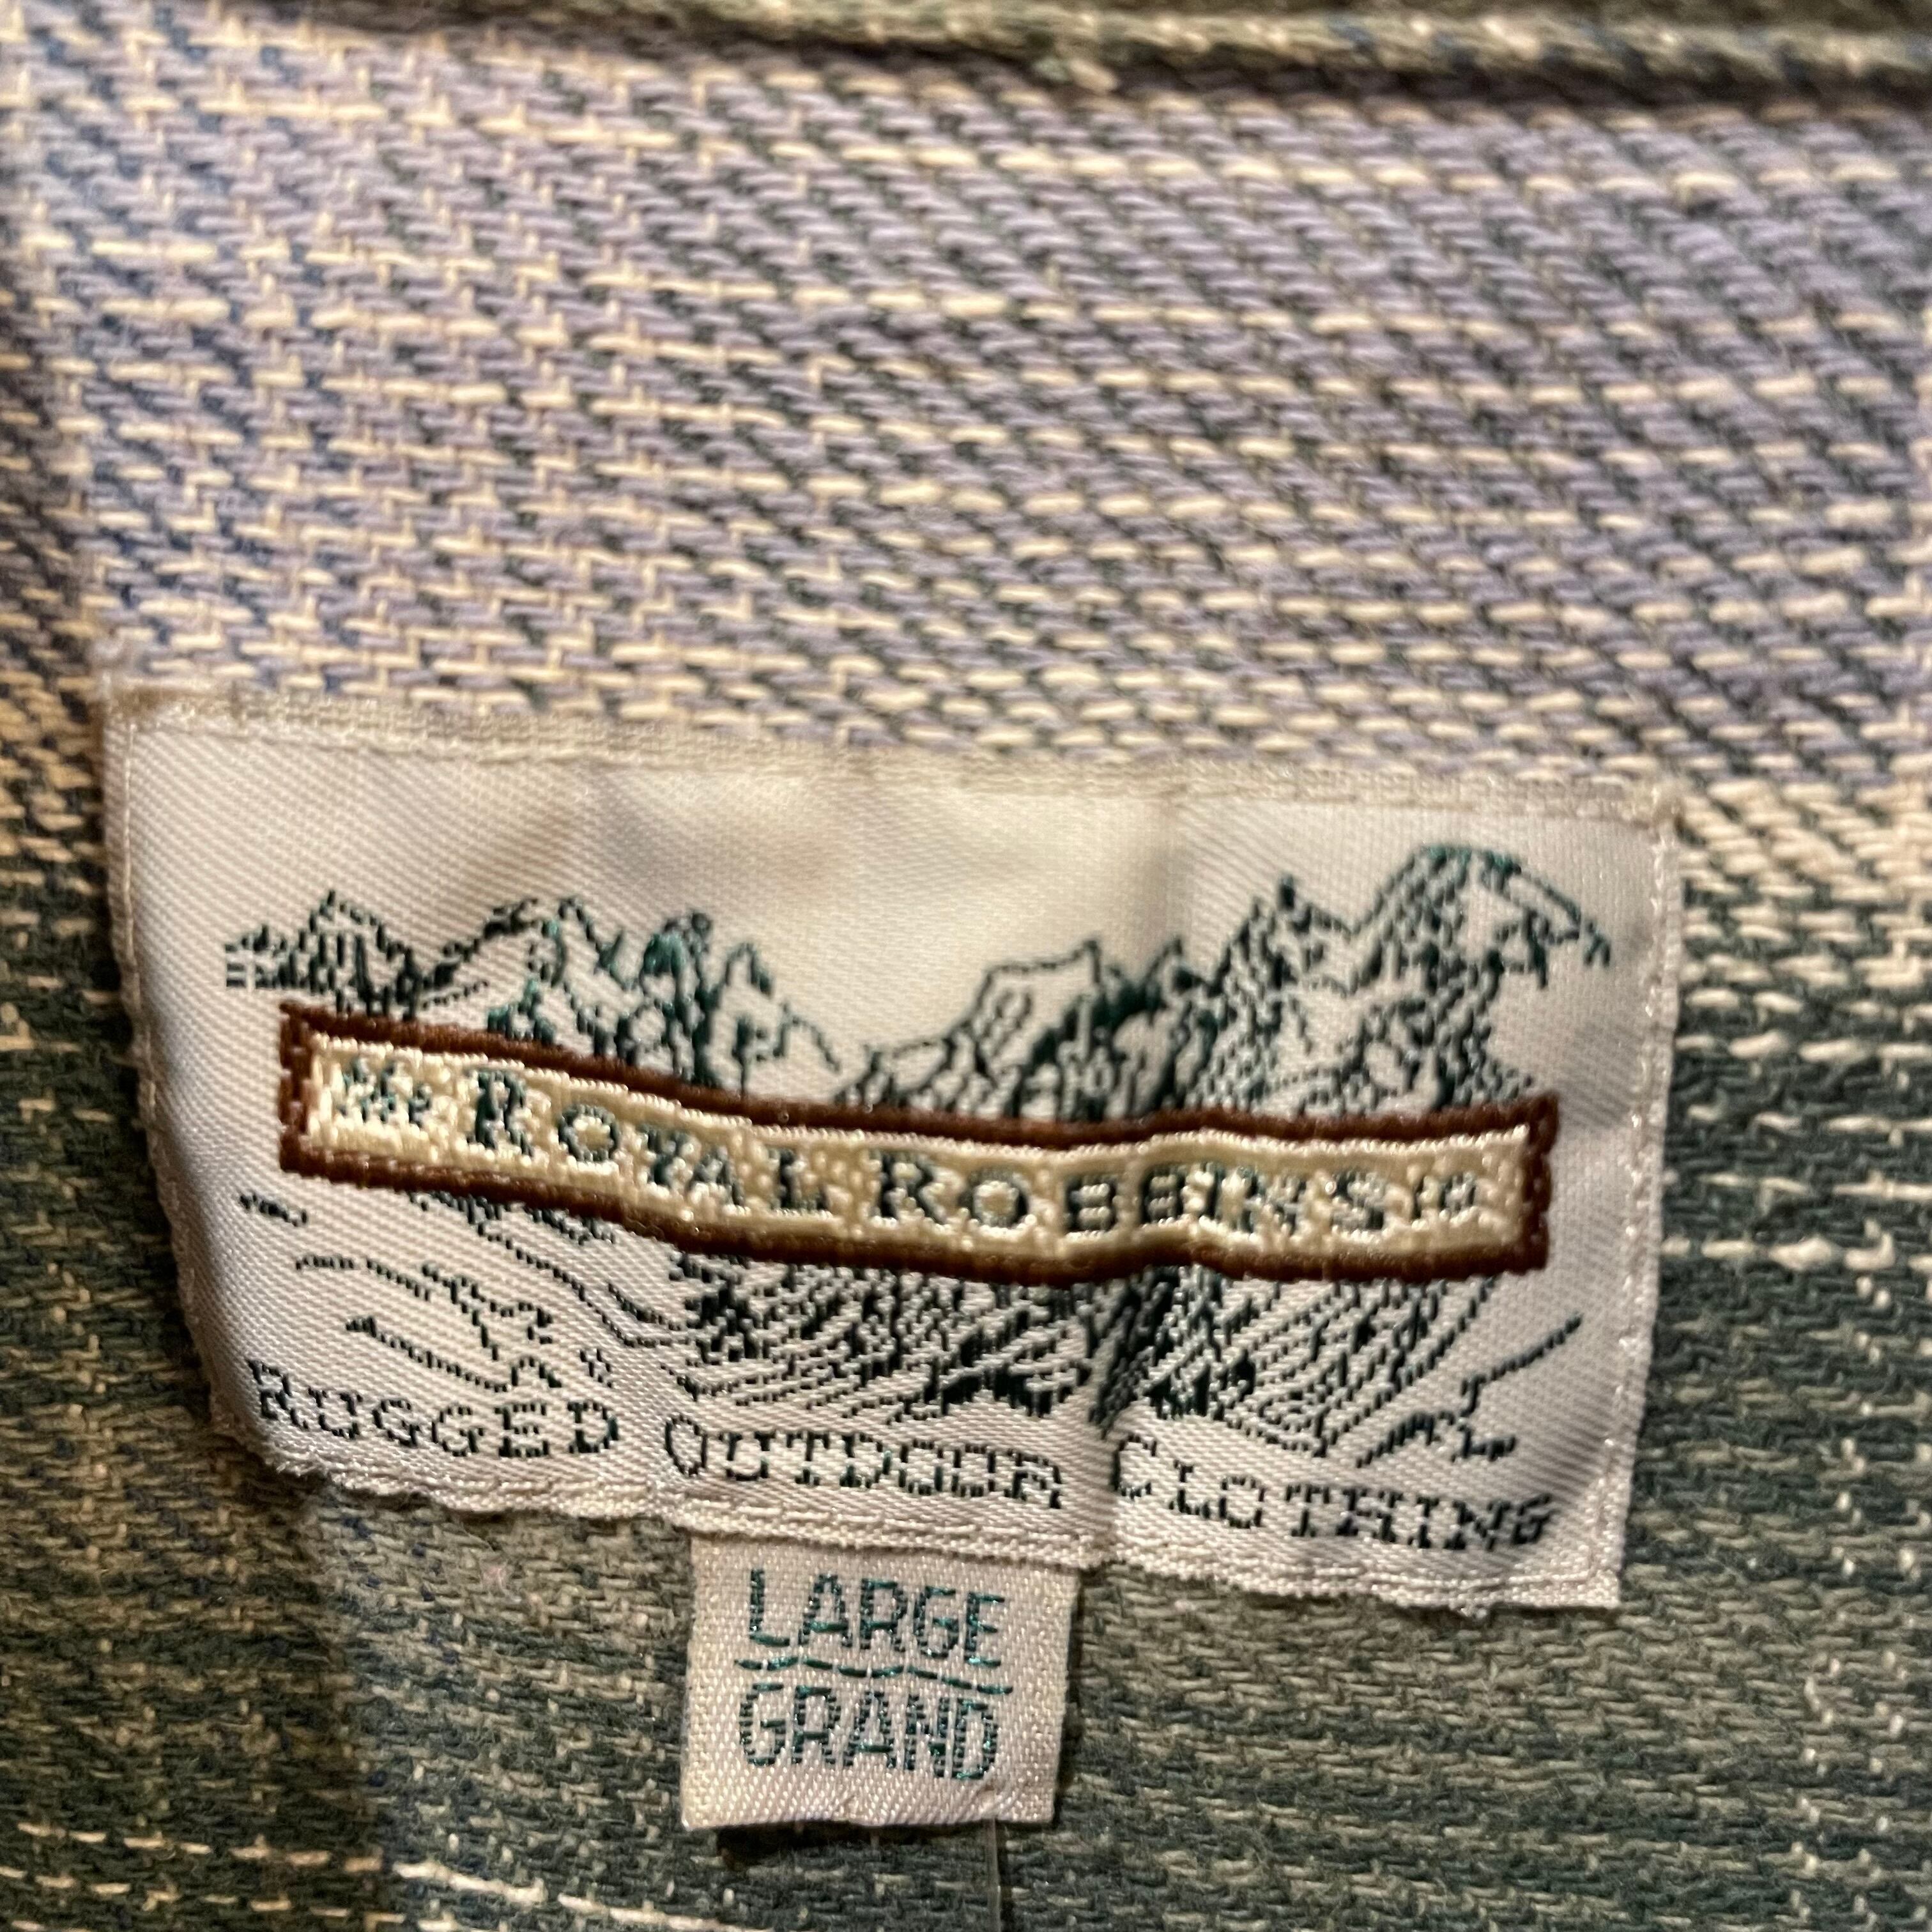 ROYAL ROBBINS
RUGGED OUTDOOR CLOTHING
LARGE
GRAND